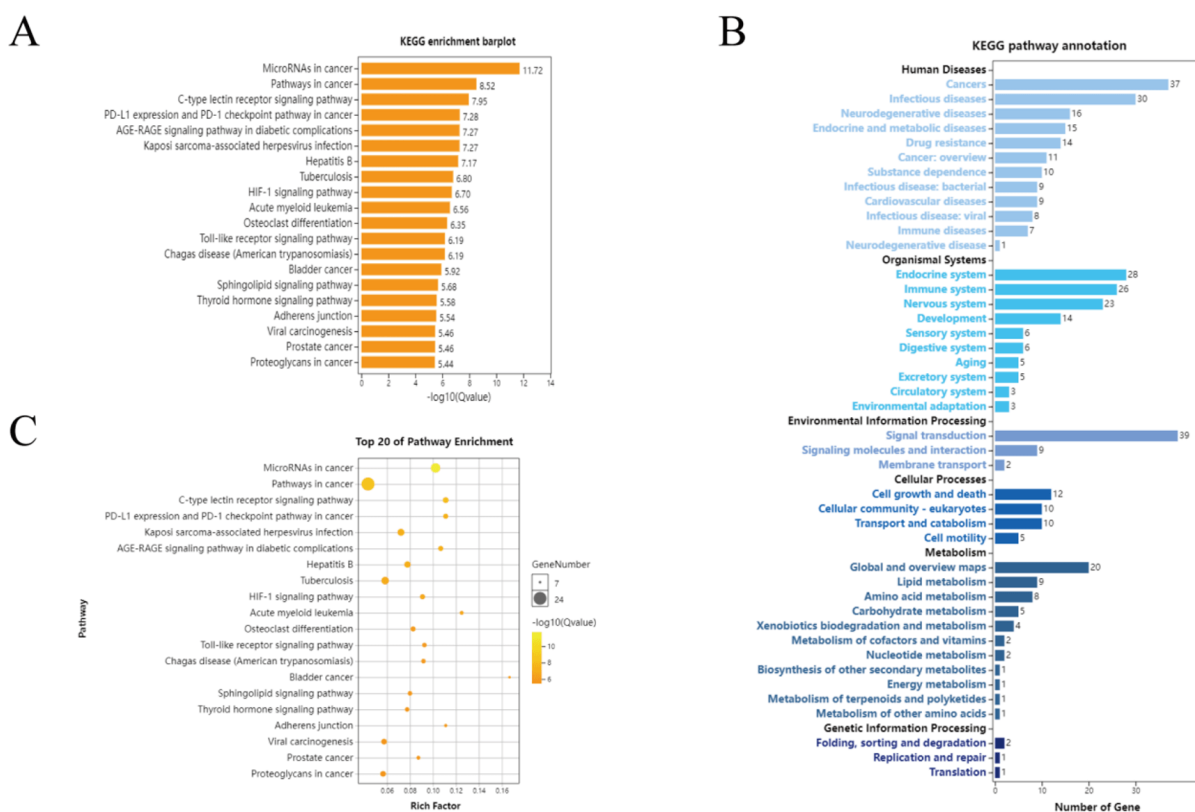 A
KEGG enrichment barplot
MicroRNAs in cancer 11.72
Pathways in cancer 8.52
C-type lectin receptor signaling pathway 7.95
PD-L1 expression and PD-1 checkpoint pathway in cancer 7.28
AGE-RAGE signaling pathway in diabetic complications 7.27
Kaposi sarcoma-associated herpesvirus infection 7.27
Hepatitis B 7.17
Tuberculosis 6.80
HIF-1 signaling pathway 6.70
Acute myeloid leukemia 6.56
Osteoclast differentiation 6.35
Toll-like receptor signaling pathway 6.19
Chagas disease (American trypanosomiasis) 6.19
Bladder cancer 5.92
Sphingolipid signaling pathway 5.68
Thyroid hormone signaling pathway 5.58
Adherens junction 5.54
Viral carcinogenesis 5.46
Prostate cancer 5.46
Proteoglycans in cancer 5.44
0 2 4 6 8 10 12 14
-log10(Qvalue)
B
KEGG pathway annotation
Human Diseases
Cancers 37
Infectious diseases 30
Neurodegenerative diseases 16
Endocrine and metabolic diseases 15
Drug resistance 14
Cancer: overview 11
Substance dependence 10
Infectious disease: bacterial 9
Cardiovascular diseases 9
Infectious disease: viral 8
Immune diseases 7
Neurodegenerative disease 1
Organismal Systems
Endocrine system 28
Immune system 26
Nervous system 23
Development 14
Sensory system 6
Digestive system 6
Aging 5
Excretory system 5
Circulatory system 3
Environmental adaptation 3
Environmental Information Processing
Signal transduction 39
Signaling molecules and interaction 9
Membrane transport 2
Cellular Processes
Cell growth and death 12
Cellular community - eukaryotes 10
Transport and catabolism 10
Cell motility 5
Metabolism
Global and overview maps 20
Lipid metabolism 9
Amino acid metabolism 8
Carbohydrate metabolism 5
Xenobiotics biodegradation and metabolism 4
Metabolism of cofactors and vitamins 2
Nucleotide metabolism 2
Biosynthesis of other secondary metabolites 1
Energy metabolism 1
Metabolism of terpenoids and polyketides 1
Metabolism of other amino acids 1
Genetic Information Processing
Folding, sorting and degradation 2
Replication and repair 1
Translation 1
0 10 20 30
Number of Gene
C
Top 20 of Pathway Enrichment
MicroRNAs in cancer
Pathways in cancer
C-type lectin receptor signaling pathway
PD-L1 expression and PD-1 checkpoint pathway in cancer
Kaposi sarcoma-associated herpesvirus infection
AGE-RAGE signaling pathway in diabetic complications
Hepatitis B
Tuberculosis
HIF-1 signaling pathway
Acute myeloid leukemia
Osteoclast differentiation
Toll-like receptor signaling pathway
Chagas disease (American trypanosomiasis)
Bladder cancer
Sphingolipid signaling pathway
Thyroid hormone signaling pathway
Adherens junction
Viral carcinogenesis
Prostate cancer
Proteoglycans in cancer
Pathway
0.06 0.08 0.10 0.12 0.14 0.16
Rich Factor
GeneNumber
7
24
-log10(Qvalue)
10
8
6